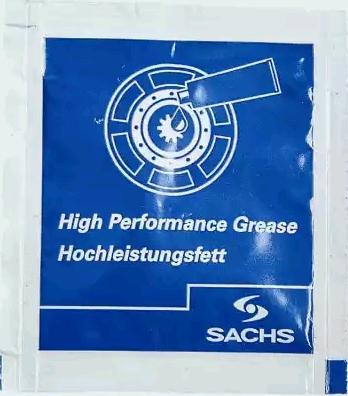 High Performance Grease
Hochleistungsfett
SACHS